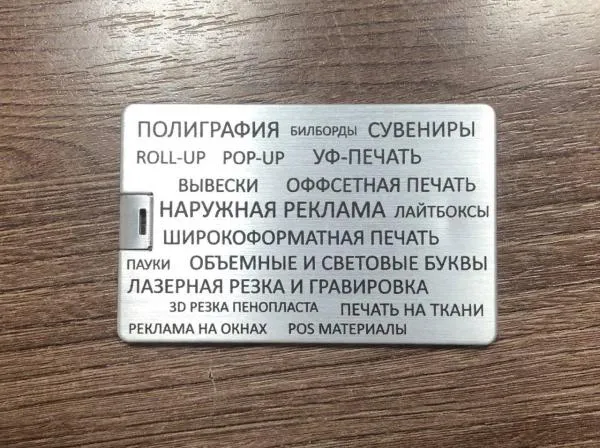 ПОЛИГРАФИЯ БИЛБОРДЫ СУВЕНИРЫ
ROLL-UP POP-UP УФ-ПЕЧАТЬ
ВЫВЕСКИ ОФФСЕТНАЯ ПЕЧАТЬ
НАРУЖНАЯ РЕКЛАМА ЛАЙТБОКСЫ
ШИРОКОФОРМАТНАЯ ПЕЧАТЬ
ПАУКИ ОБЪЕМНЫЕ И СВЕТОВЫЕ БУКВЫ
ЛАЗЕРНАЯ РЕЗКА И ГРАВИРОВКА
3D РЕЗКА ПЕНОПЛАСТА ПЕЧАТЬ НА ТКАНИ
РЕКЛАМА НА ОКНАХ POS МАТЕРИАЛЫ